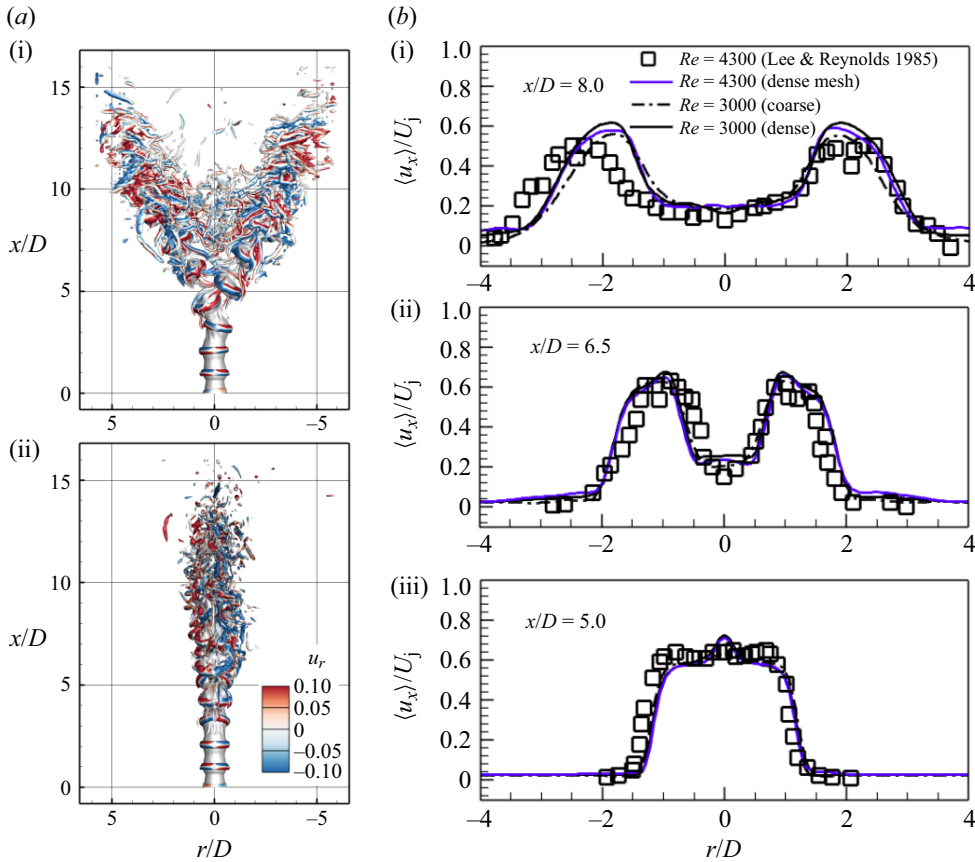 (a)
(i)
15
10
x/D
5
0
5
0
–5
(ii)
15
10
x/D
5
0
u_r
0.10
0.05
0
–0.05
–0.10
5
0
–5
r/D
(b)
(i)
1.0
0.8
0.6
0.4
0.2
0
⟨u_x⟩/U_j
x/D = 8.0
Re = 4300 (Lee & Reynolds 1985)
Re = 4300 (dense mesh)
Re = 3000 (coarse)
Re = 3000 (dense)
–4
–2
0
2
4
(ii)
1.0
0.8
0.6
0.4
0.2
0
⟨u_x⟩/U_j
x/D = 6.5
–4
–2
0
2
4
(iii)
1.0
0.8
0.6
0.4
0.2
0
⟨u_x⟩/U_j
x/D = 5.0
–4
–2
0
2
4
r/D